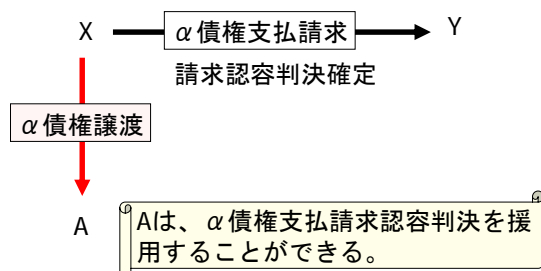 X α債権支払請求 Y
請求認容判決確定
α債権譲渡
A
Aは、α債権支払請求認容判決を援
用することができる。